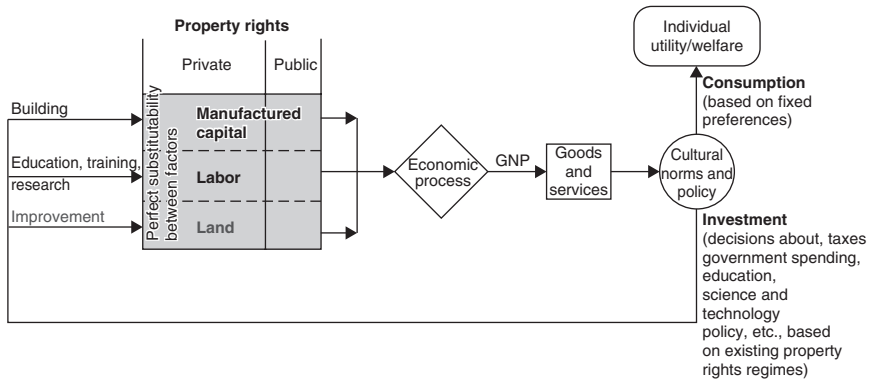 Property rights
Private
Public
Individual
utility/welfare
Building
Education, training,
research
Improvement
Perfect substitutability
between factors
Manufactured
capital
Labor
Land
Economic
process
GNP
Goods
and
services
Cultural
norms and
policy
Consumption
(based on fixed
preferences)
Investment
(decisions about, taxes
government spending,
education,
science and
technology
policy, etc., based
on existing property
rights regimes)